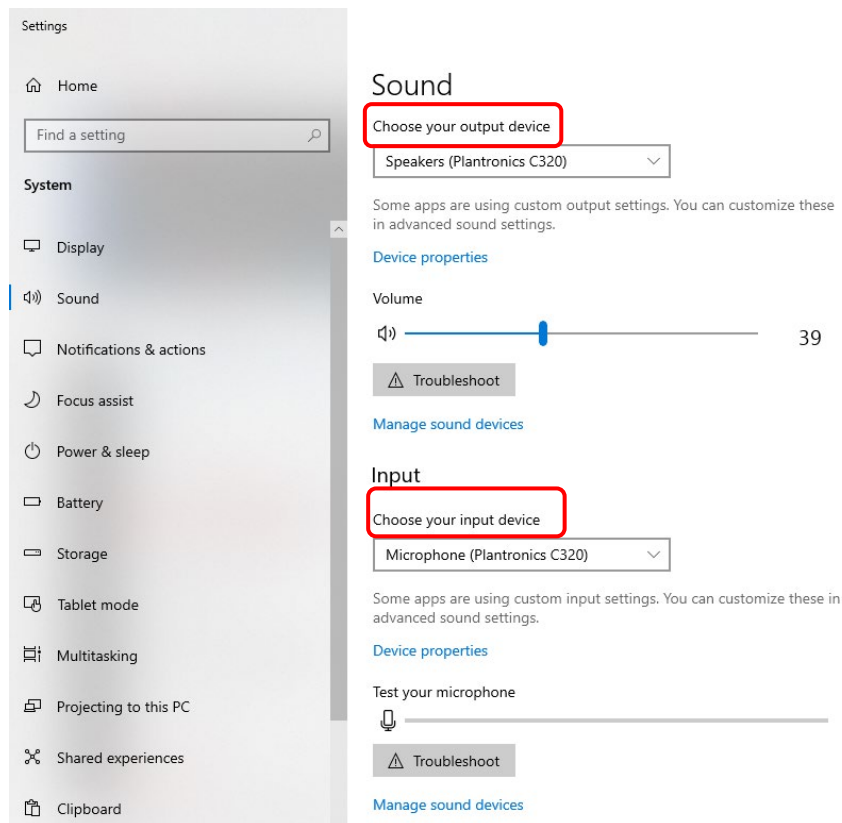 Settings
Home
Find a setting
System
Display
Sound
Notifications & actions
Focus assist
Power & sleep
Battery
Storage
Tablet mode
Multitasking
Projecting to this PC
Shared experiences
Clipboard
Sound
Choose your output device
Speakers (Plantronics C320)
Some apps are using custom output settings. You can customize these
in advanced sound settings.
Device properties
Volume
39
Troubleshoot
Manage sound devices
Input
Choose your input device
Microphone (Plantronics C320)
Some apps are using custom input settings. You can customize these in
advanced sound settings.
Device properties
Test your microphone
Troubleshoot
Manage sound devices